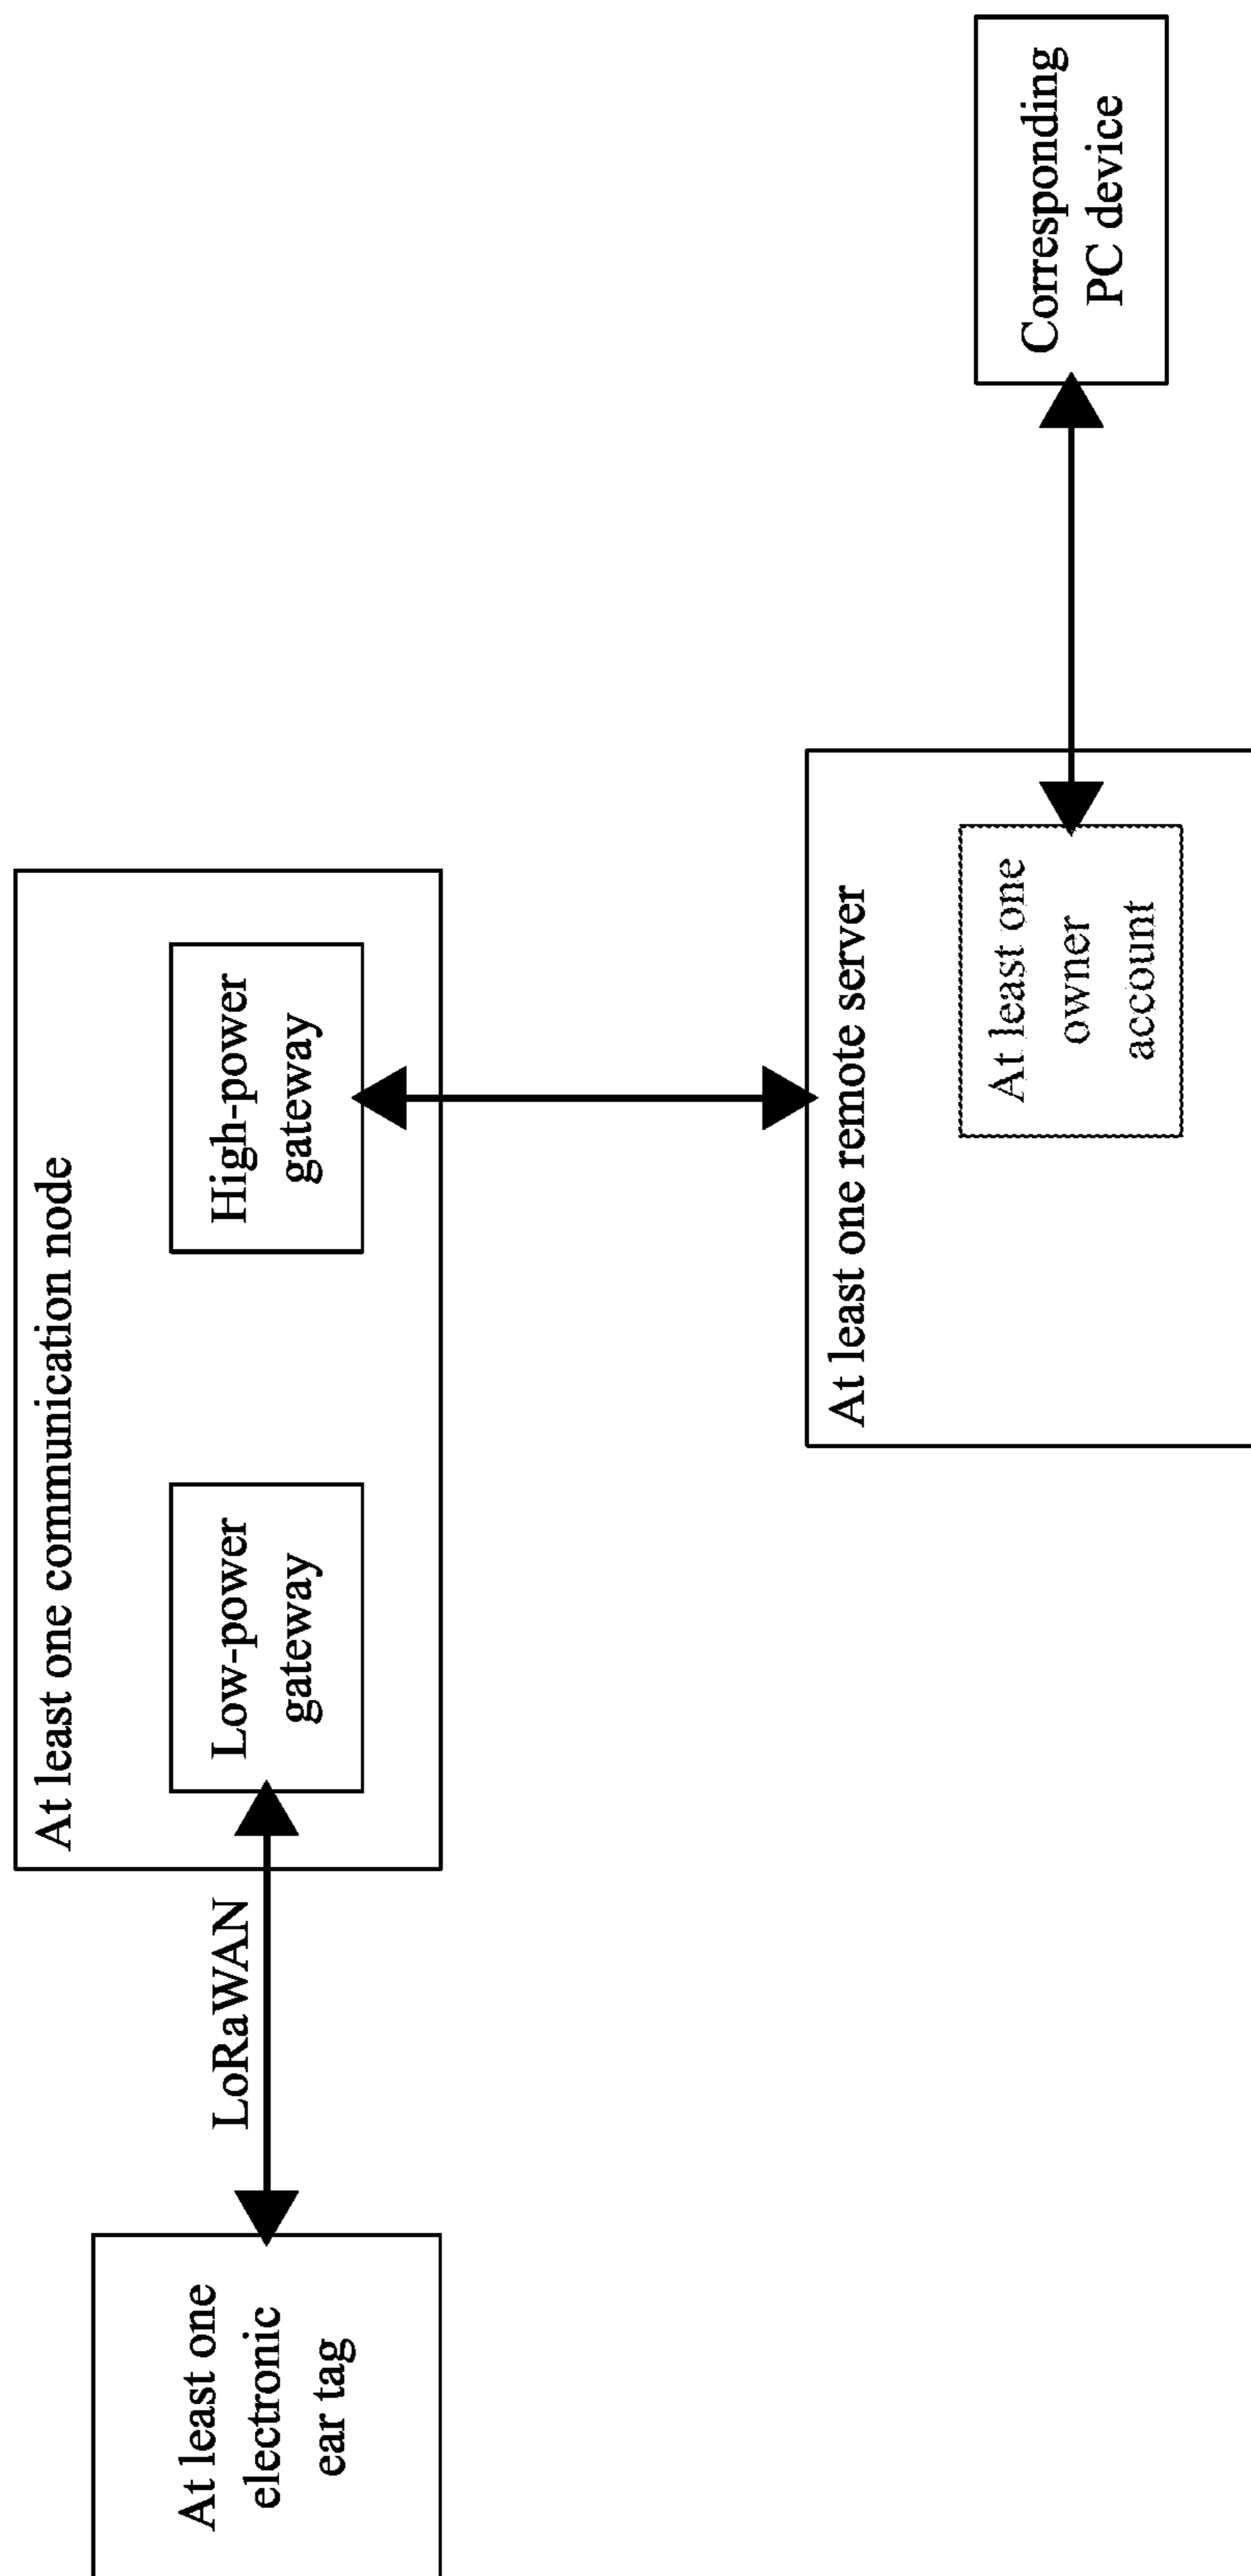 At least one
electronic
ear tag
LoRaWAN
At least one communication node
Low-power
gateway
High-power
gateway
At least one remote server
At least one
owner
account
Corresponding
PC device